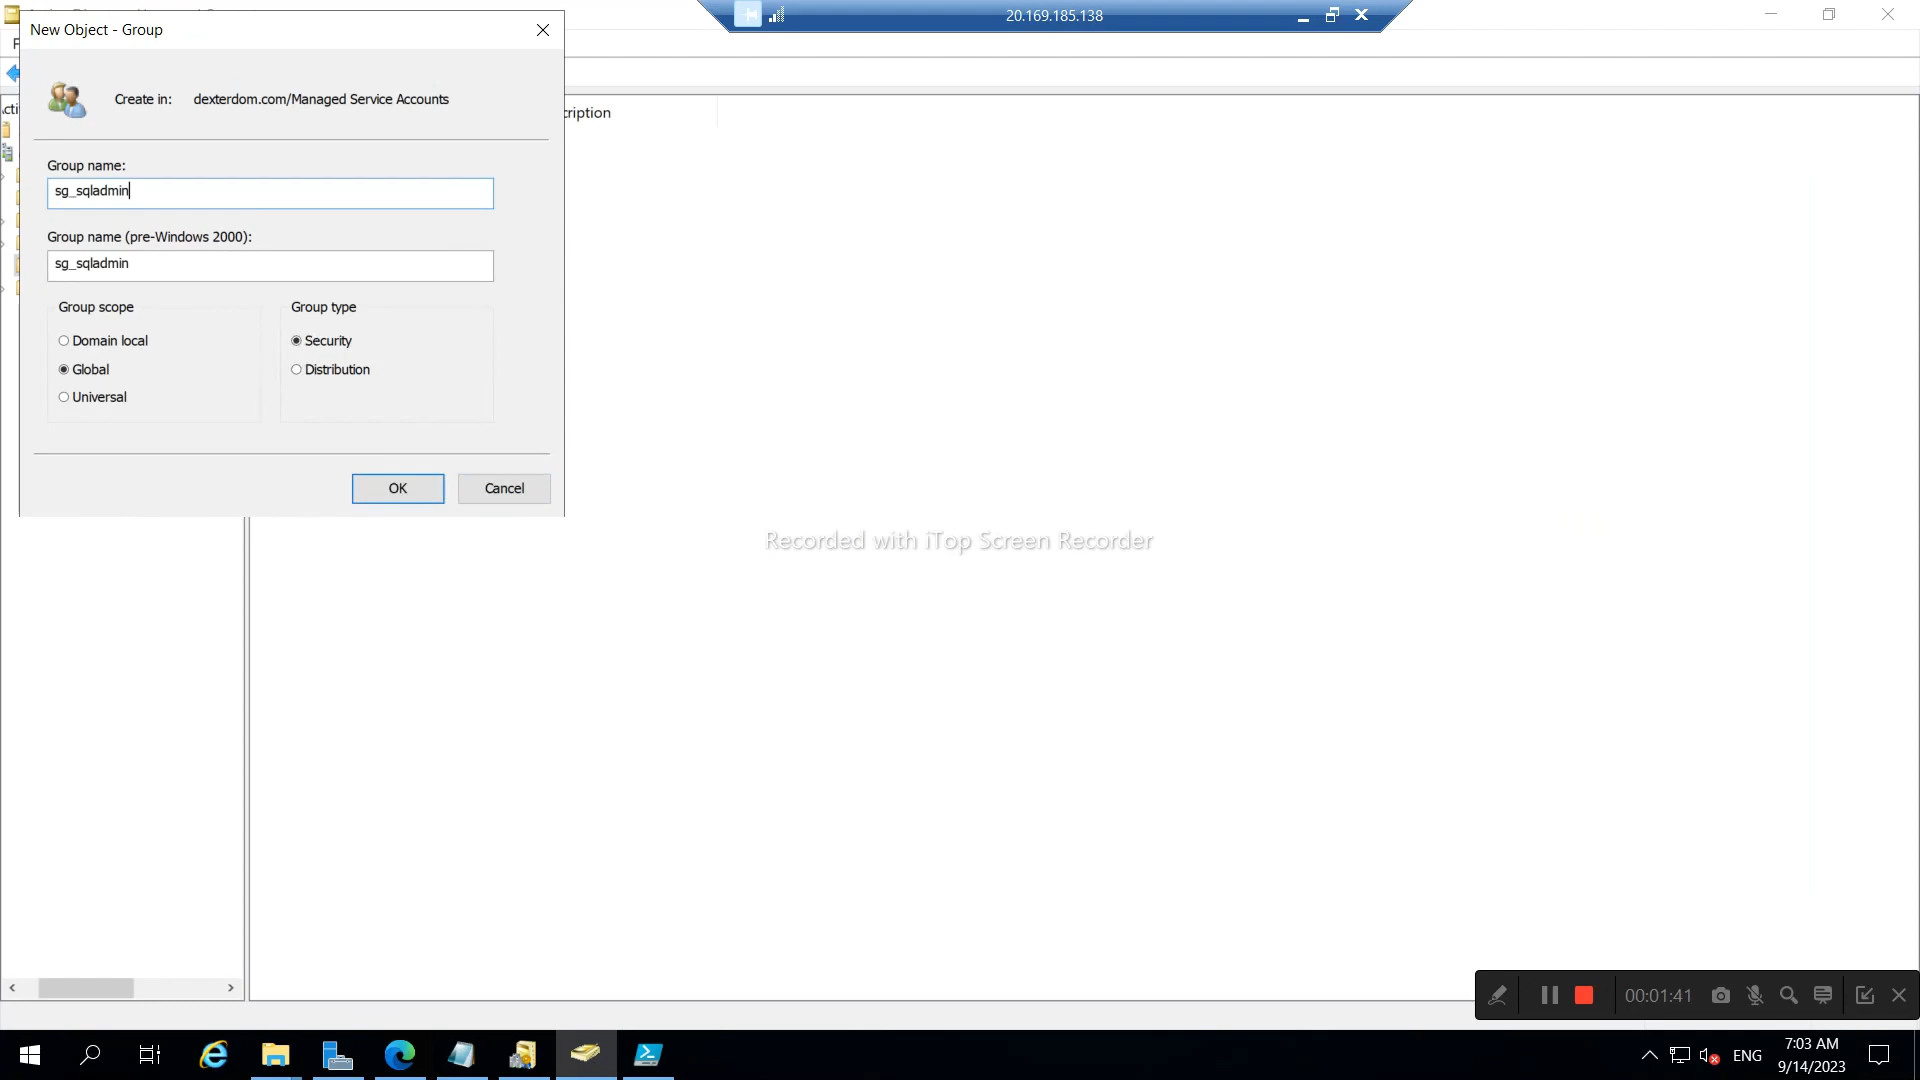 20.169.185.138
New Object - Group
F
Create in: dexterdom.com/Managed Service Accounts
cti
cription
Group name:
sg_sqladmin
Group name (pre-Windows 2000):
sg_sqladmin
Group scope
Group type
Domain local
Security
Global
Distribution
Universal
OK
Cancel
Recorded with iTop Screen Recorder
00:01:41
ENG
7:03 AM
9/14/2023